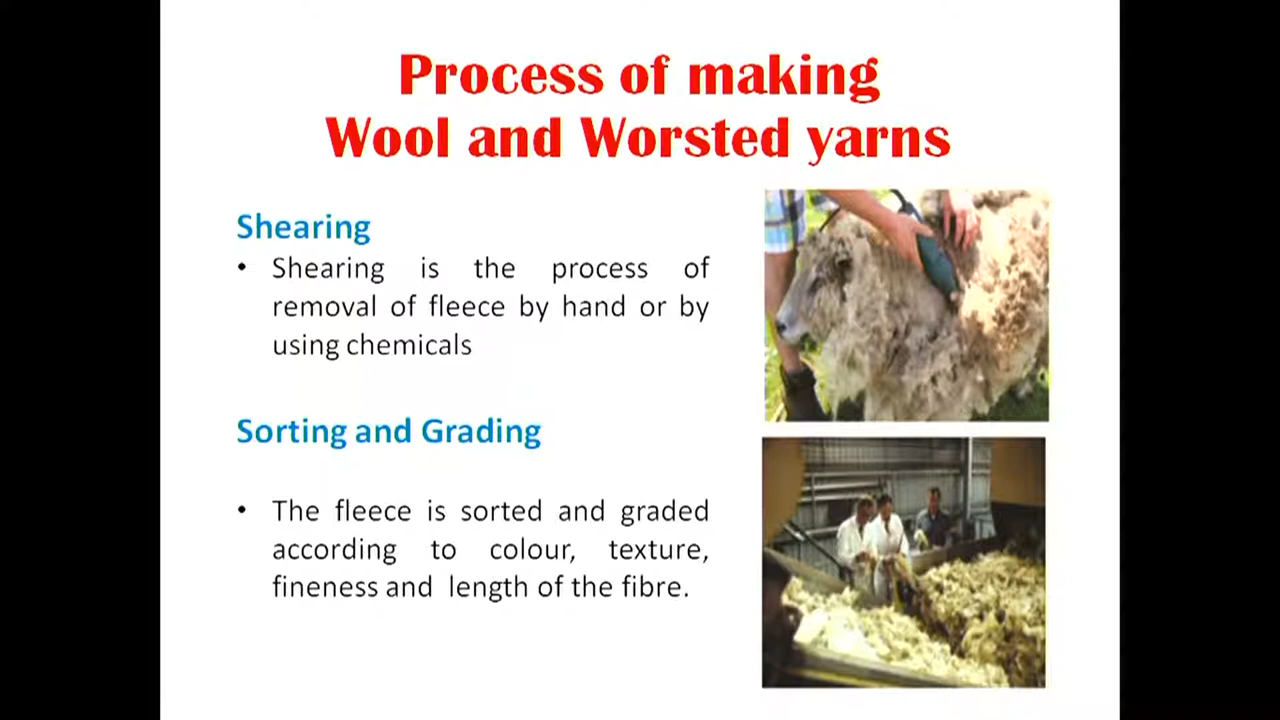 Process of making
Wool and Worsted yarns
Shearing
• Shearing is the process of
removal of fleece by hand or by
using chemicals
Sorting and Grading
• The fleece is sorted and graded
according to colour, texture,
fineness and length of the fibre.